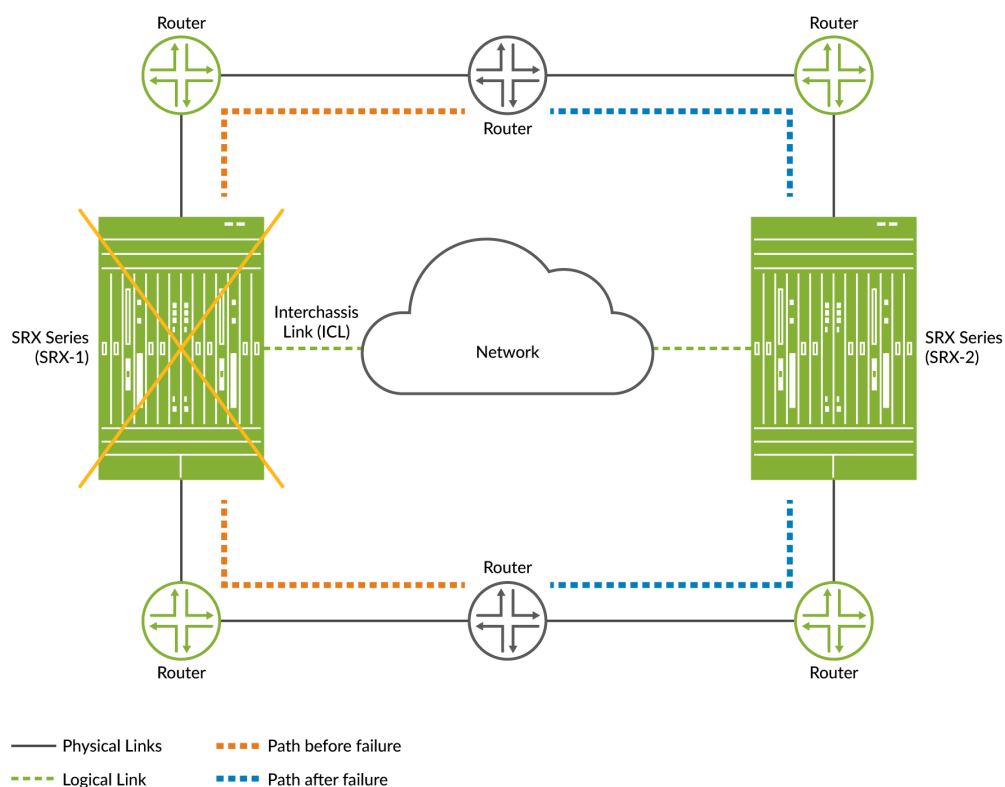 Router
Router
Router
Interchassis
Link (ICL)
SRX Series
(SRX-1)
Network
SRX Series
(SRX-2)
Router
Router
Router
Physical Links
Path before failure
Logical Link
Path after failure